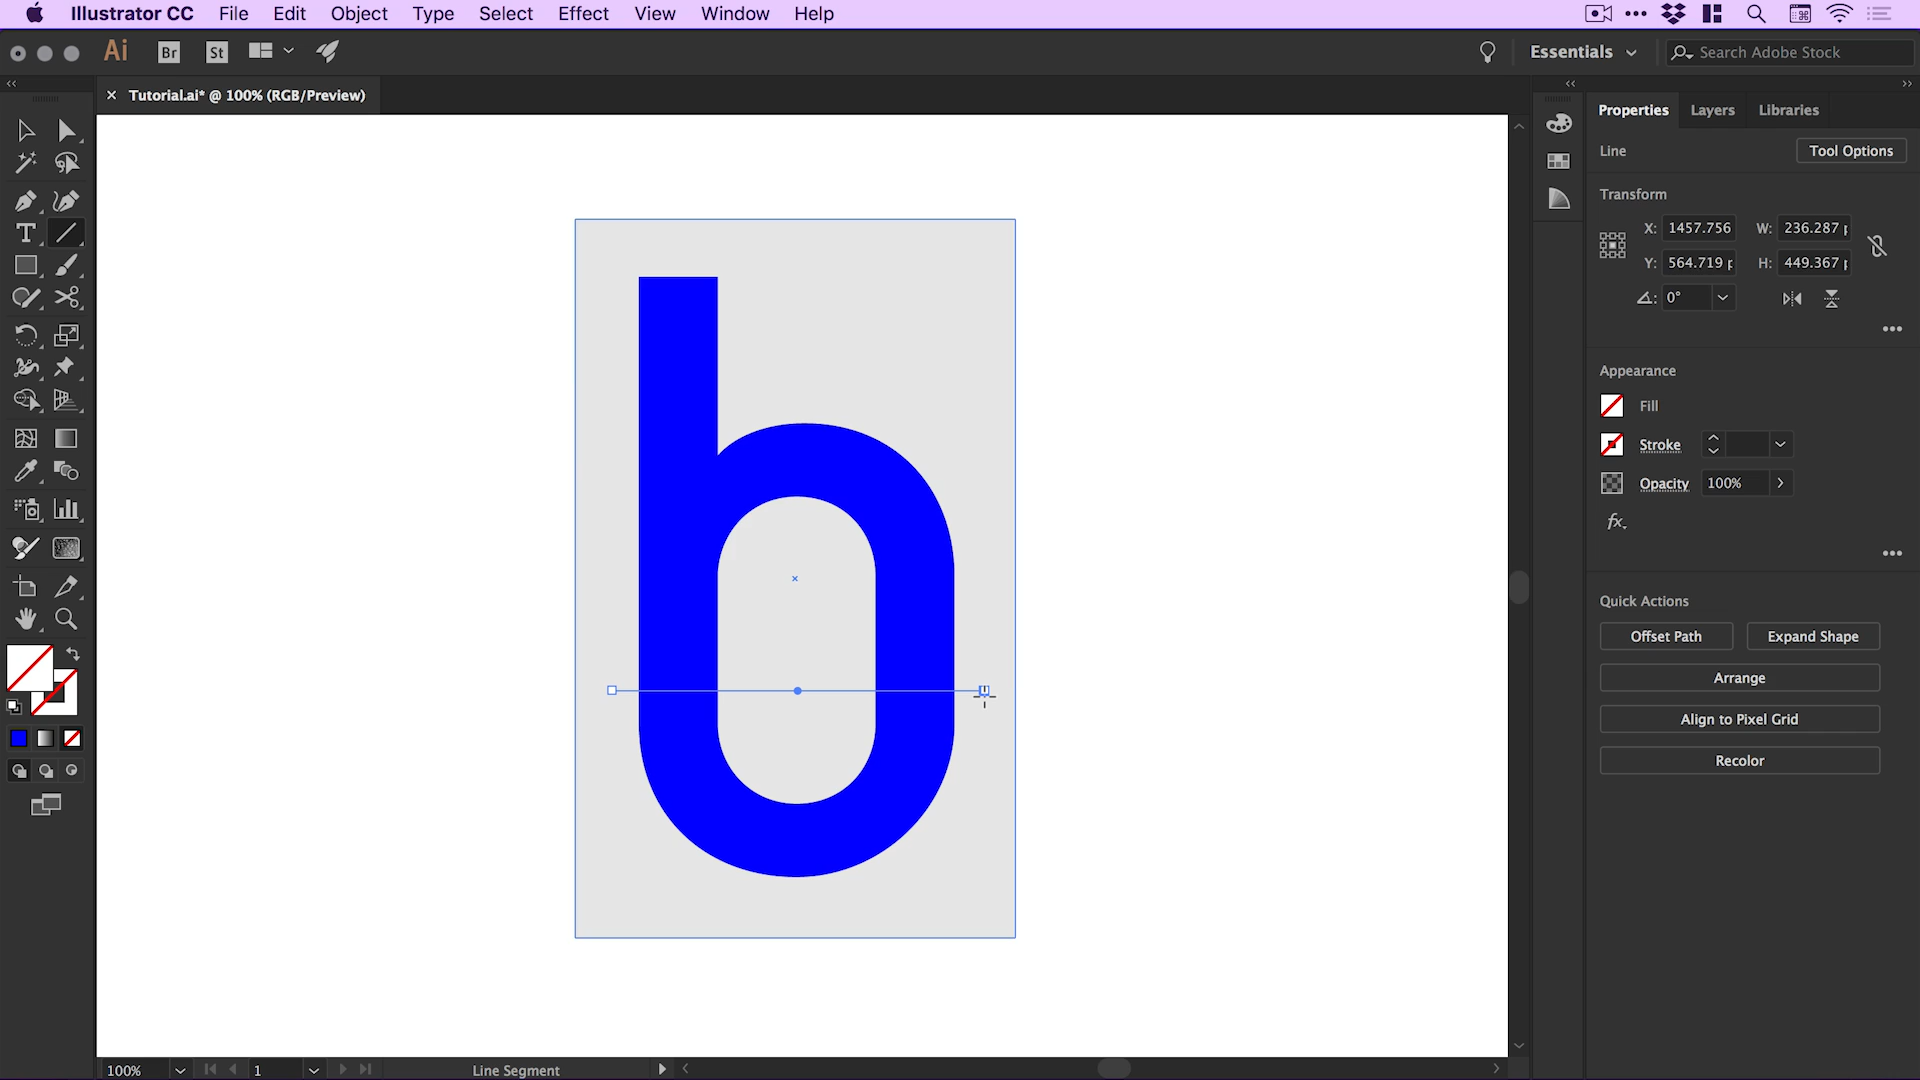 Illustrator CC File Edit Object Type Select Effect View Window Help
Ai Br St Essentials Search Adobe Stock
× Tutorial.ai* @ 100% (RGB/Preview)
Properties Layers Libraries
Line Tool Options
Transform
X: 1457.756 W: 236.287 p
Y: 564.719 p H: 449.367 p
0°
Appearance
Fill
Stroke
Opacity 100%
fx
Quick Actions
Offset Path Expand Shape
Arrange
Align to Pixel Grid
Recolor
b
100% 1 Line Segment